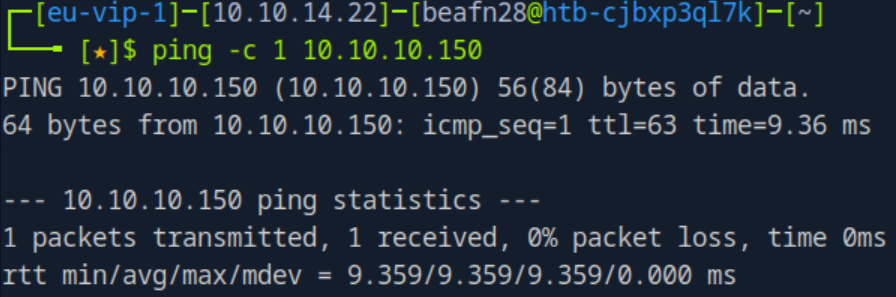 ┌─[eu-vip-1]─[10.10.14.22]─[beafn28@htb-cjbxp3ql7k]─[~]
└──╼ [★]$ ping -c 1 10.10.10.150
PING 10.10.10.150 (10.10.10.150) 56(84) bytes of data.
64 bytes from 10.10.10.150: icmp_seq=1 ttl=63 time=9.36 ms
--- 10.10.10.150 ping statistics ---
1 packets transmitted, 1 received, 0% packet loss, time 0ms
rtt min/avg/max/mdev = 9.359/9.359/9.359/0.000 ms